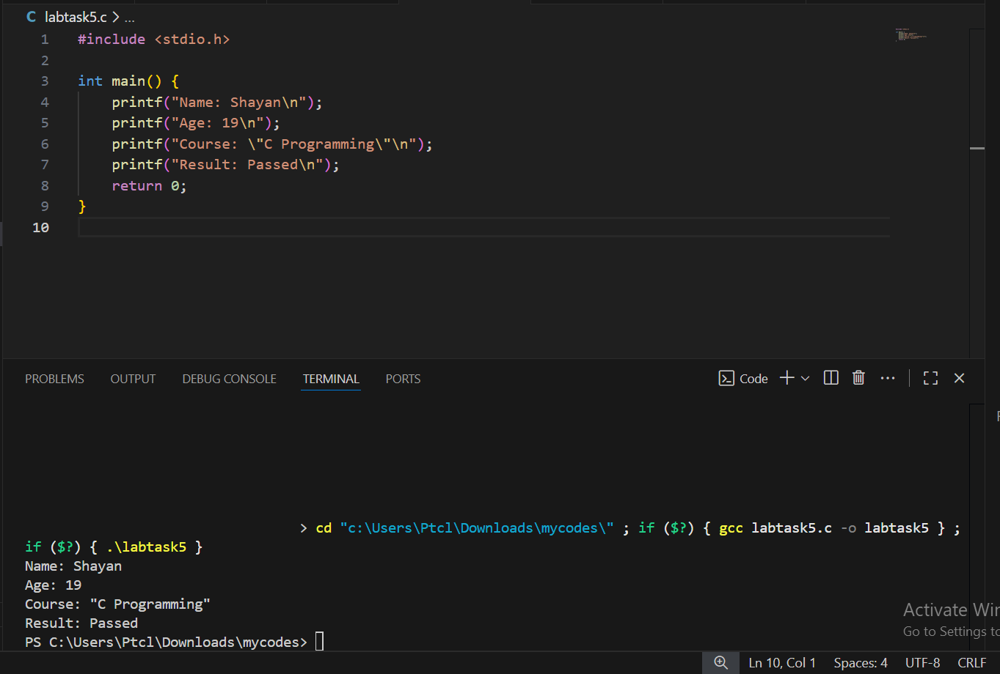 C labtask5.c > ...
1 #include <stdio.h>
2
3 int main() {
4     printf("Name: Shayan\n");
5     printf("Age: 19\n");
6     printf("Course: \"C Programming\"\n");
7     printf("Result: Passed\n");
8     return 0;
9 }
10
PROBLEMS OUTPUT DEBUG CONSOLE TERMINAL PORTS Code
> cd "c:\Users\Ptcl\Downloads\mycodes\" ; if ($?) { gcc labtask5.c -o labtask5 } ;
if ($?) { .\labtask5 }
Name: Shayan
Age: 19
Course: "C Programming"
Result: Passed
PS C:\Users\Ptcl\Downloads\mycodes>
Activate Wi
Go to Settings to
Ln 10, Col 1 Spaces: 4 UTF-8 CRLF